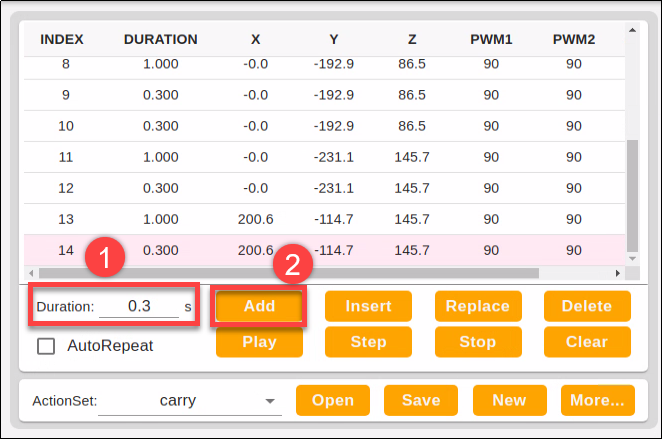 INDEX DURATION X Y Z PWM1 PWM2
8 1.000 -0.0 -192.9 86.5 90 90
9 0.300 -0.0 -192.9 86.5 90 90
10 0.300 -0.0 -192.9 86.5 90 90
11 1.000 -0.0 -231.1 145.7 90 90
12 0.300 -0.0 -231.1 145.7 90 90
13 1.000 200.6 -114.7 145.7 90 90
14 0.300 200.6 -114.7 145.7 90 90
1 2
Duration: 0.3 s Add Insert Replace Delete
AutoRepeat Play Step Stop Clear
ActionSet: carry Open Save New More...